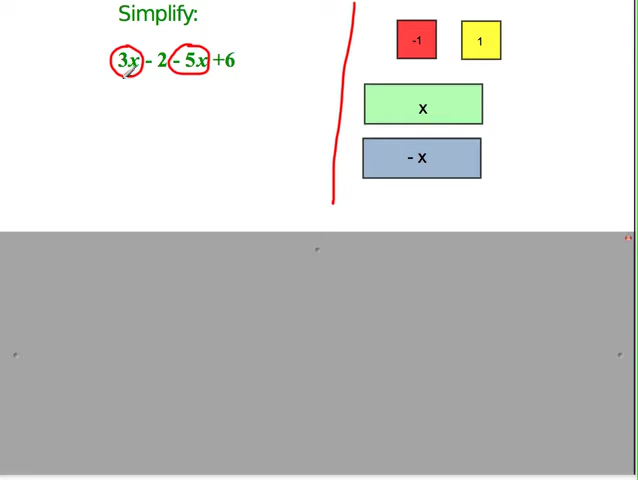 Simplify:
3x - 2 - 5x +6
-1
1
x
- x